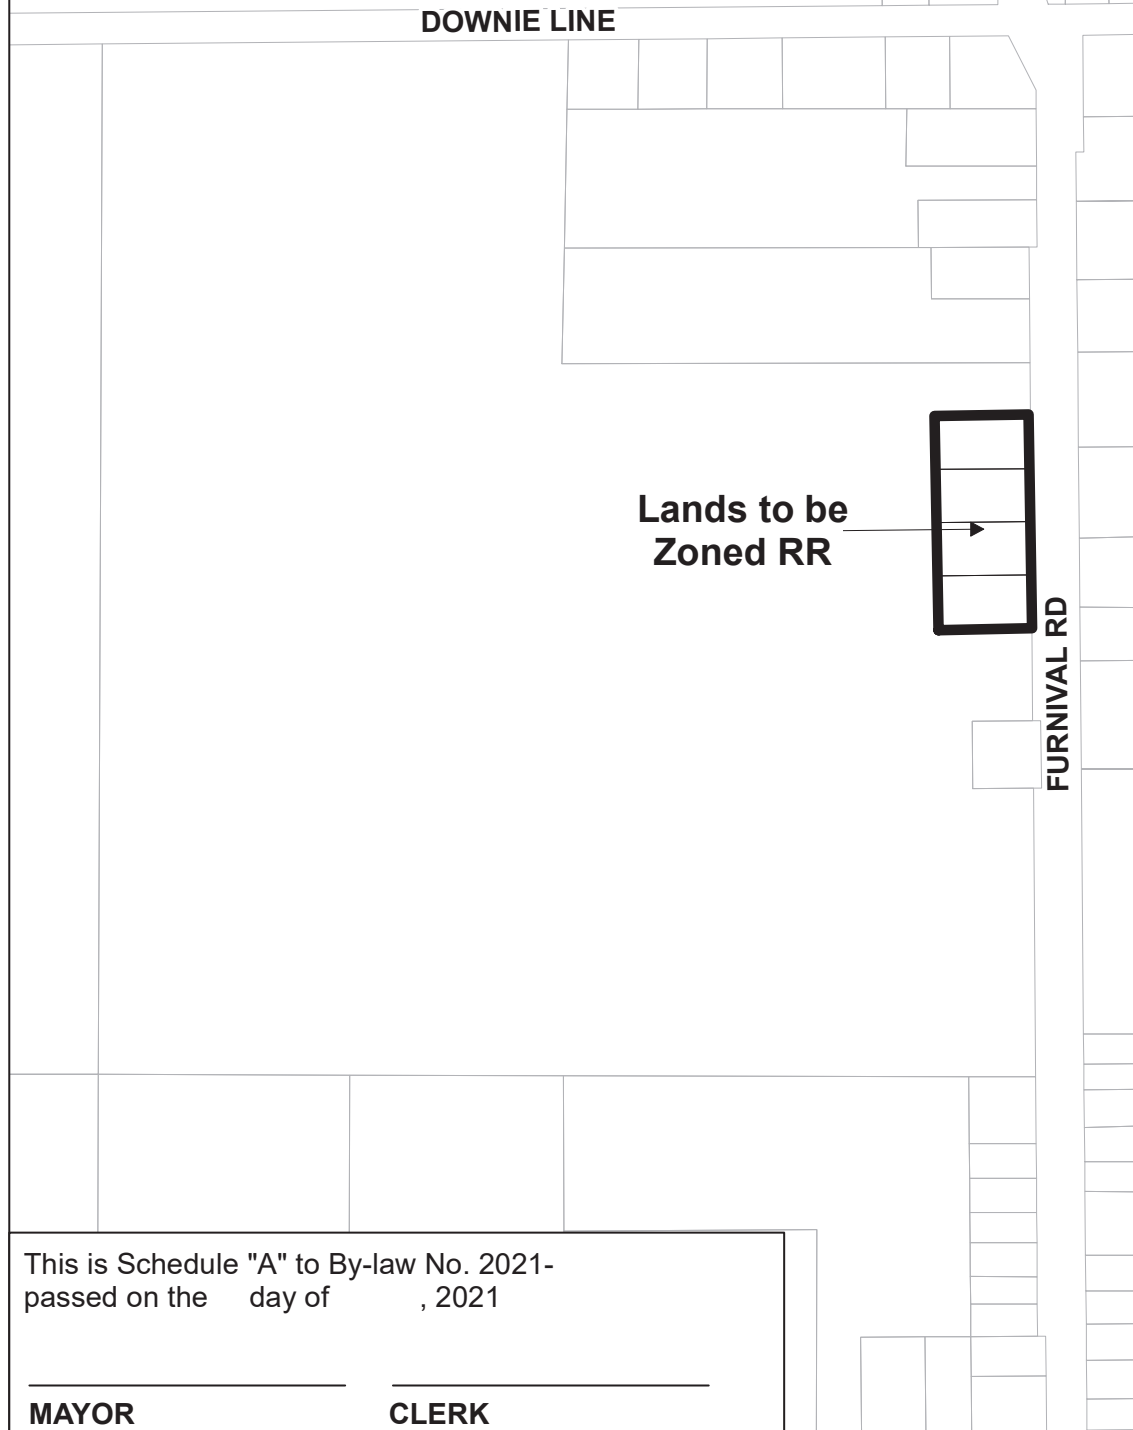 DOWNIE LINE
Lands to be
Zoned RR
FURNIVAL RD
This is Schedule "A" to By-law No. 2021-
passed on the day of , 2021
MAYOR CLERK